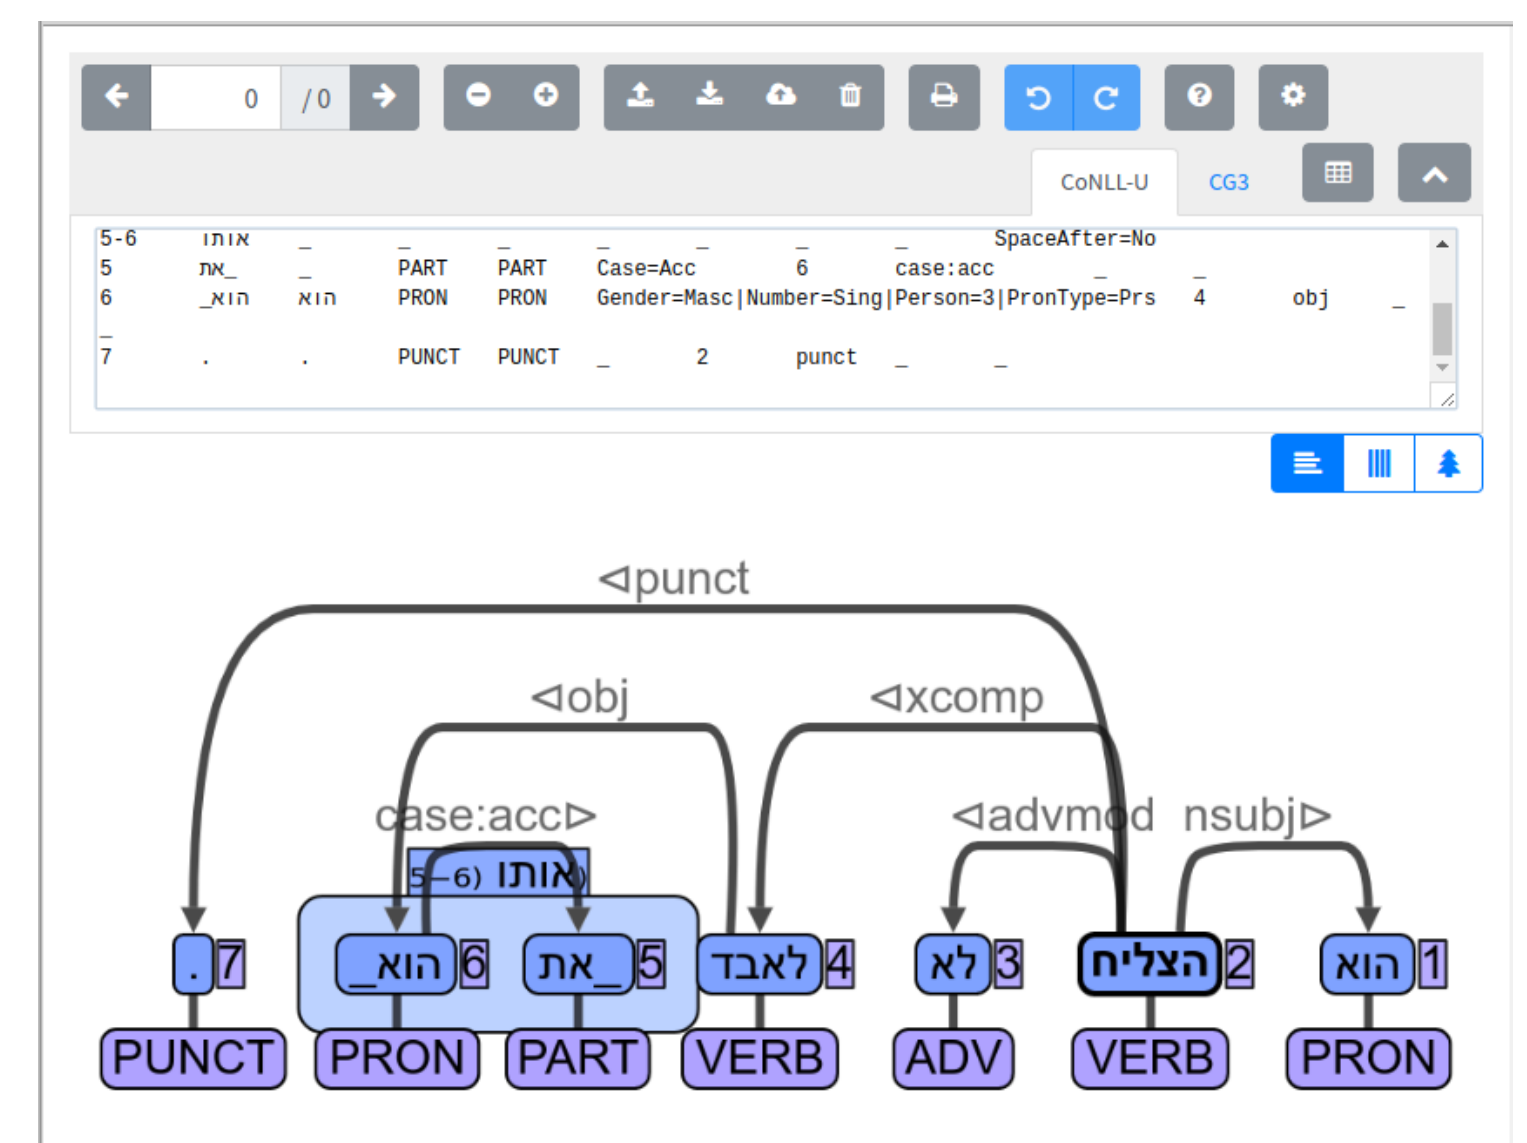 0 / 0
CoNLL-U CG3
5-6 אותו _ _ _ _ _ _ _ SpaceAfter=No
5 את_ _ PART PART Case=Acc 6 case:acc _ _
6 _הוא הוא PRON PRON Gender=Masc|Number=Sing|Person=3|PronType=Prs 4 obj _
_
7 . . PUNCT PUNCT _ 2 punct _ _
⊲punct
⊲obj ⊲xcomp
case:acc⊳ ⊲advmod nsubj⊳
אותו (5–6)
הוא 1 הצליח 2 לא 3 לאבד 4 את_ 5 _הוא 6 . 7
PUNCT PRON PART VERB ADV VERB PRON